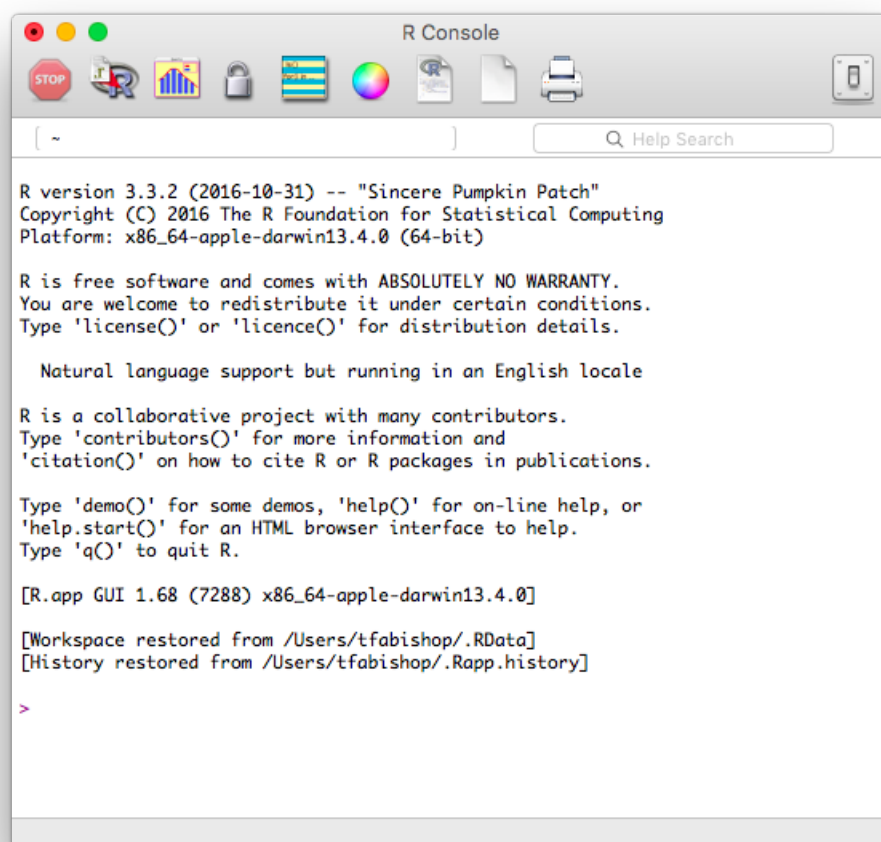 R Console
STOP
~
Help Search
R version 3.3.2 (2016-10-31) -- "Sincere Pumpkin Patch"
Copyright (C) 2016 The R Foundation for Statistical Computing
Platform: x86_64-apple-darwin13.4.0 (64-bit)
R is free software and comes with ABSOLUTELY NO WARRANTY.
You are welcome to redistribute it under certain conditions.
Type 'license()' or 'licence()' for distribution details.
Natural language support but running in an English locale
R is a collaborative project with many contributors.
Type 'contributors()' for more information and
'citation()' on how to cite R or R packages in publications.
Type 'demo()' for some demos, 'help()' for on-line help, or
'help.start()' for an HTML browser interface to help.
Type 'q()' to quit R.
[R.app GUI 1.68 (7288) x86_64-apple-darwin13.4.0]
[Workspace restored from /Users/tfabishop/.RData]
[History restored from /Users/tfabishop/.Rapp.history]
>